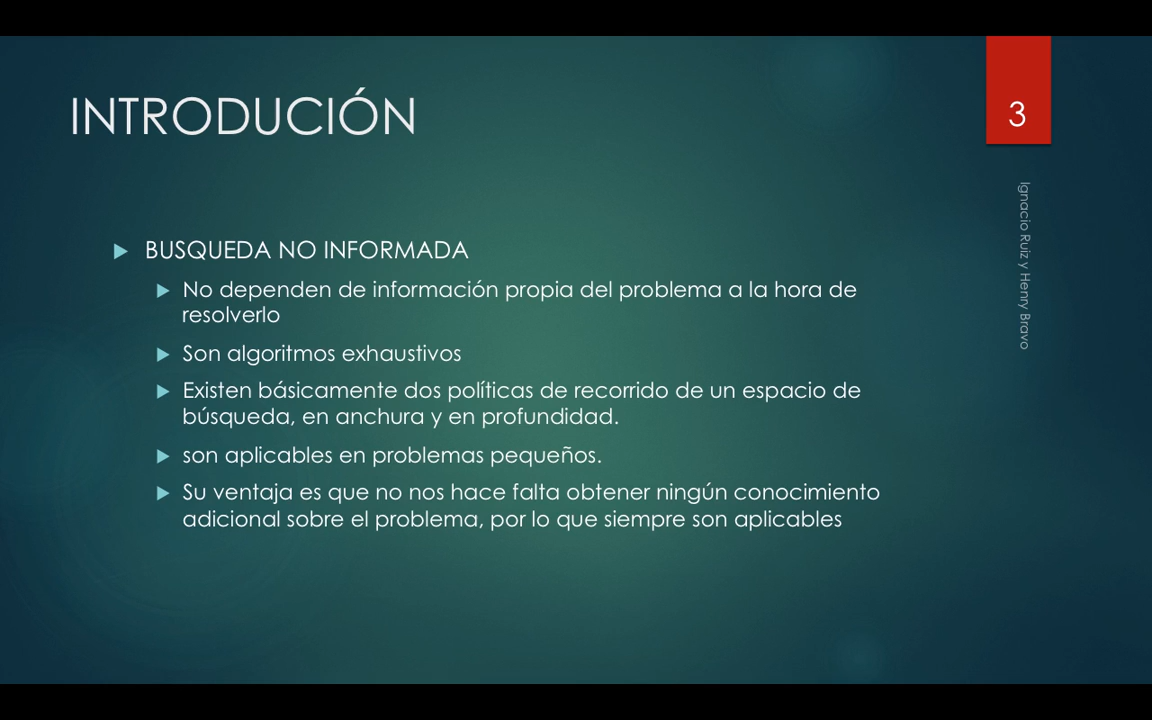 INTRODUCIÓN
3
Ignacio Ruiz y Henry Bravo
BUSQUEDA NO INFORMADA
No dependen de información propia del problema a la hora de
resolverlo
Son algoritmos exhaustivos
Existen básicamente dos políticas de recorrido de un espacio de
búsqueda, en anchura y en profundidad.
son aplicables en problemas pequeños.
Su ventaja es que no nos hace falta obtener ningún conocimiento
adicional sobre el problema, por lo que siempre son aplicables